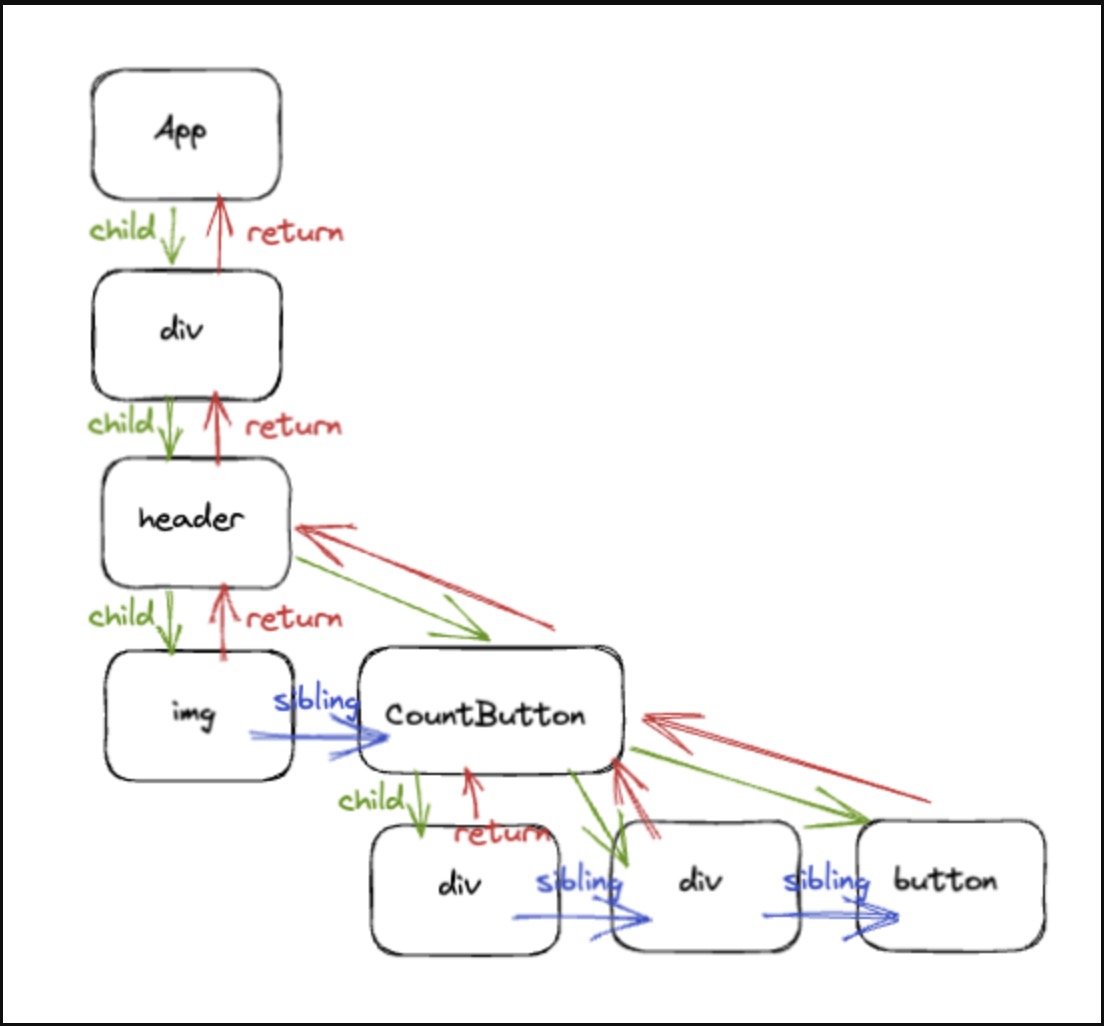 App
child return
div
child return
header
child return
img
sibling
CountButton
child
return
div
sibling
div
sibling
button